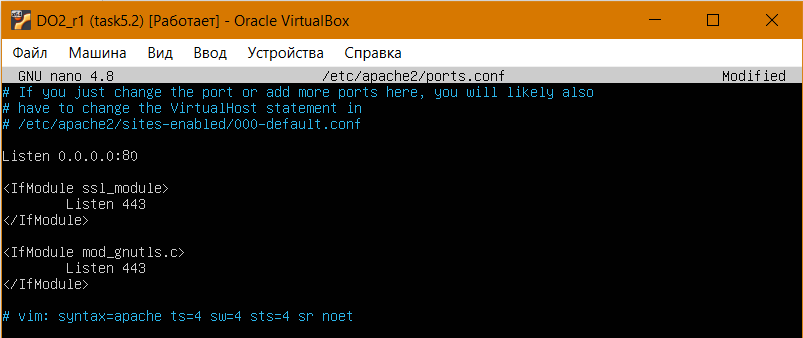 DO2_r1 (task5.2) [Работает] - Oracle VirtualBox
Файл Машина Вид Ввод Устройства Справка
GNU nano 4.8 /etc/apache2/ports.conf Modified
# If you just change the port or add more ports here, you will likely also
# have to change the VirtualHost statement in
# /etc/apache2/sites-enabled/000-default.conf
Listen 0.0.0.0:80
<IfModule ssl_module>
Listen 443
</IfModule>
<IfModule mod_gnutls.c>
Listen 443
</IfModule>
# vim: syntax=apache ts=4 sw=4 sts=4 sr noet